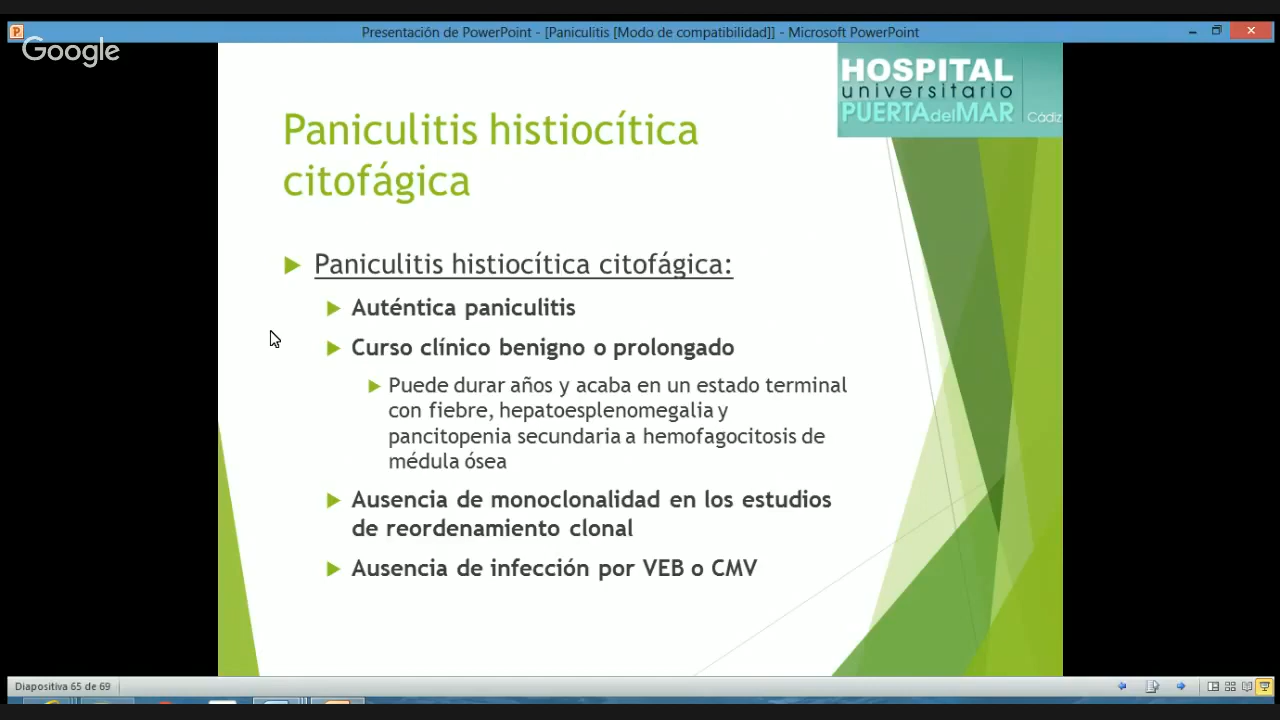 Presentación de PowerPoint - [Paniculitis [Modo de compatibilidad]] - Microsoft PowerPoint
Google
HOSPITAL
universitario
PUERTAdelMAR Cádiz
Paniculitis histiocítica
citofágica
Paniculitis histiocítica citofágica:
Auténtica paniculitis
Curso clínico benigno o prolongado
Puede durar años y acaba en un estado terminal
con fiebre, hepatoesplenomegalia y
pancitopenia secundaria a hemofagocitosis de
médula ósea
Ausencia de monoclonalidad en los estudios
de reordenamiento clonal
Ausencia de infección por VEB o CMV
Diapositiva 65 de 69